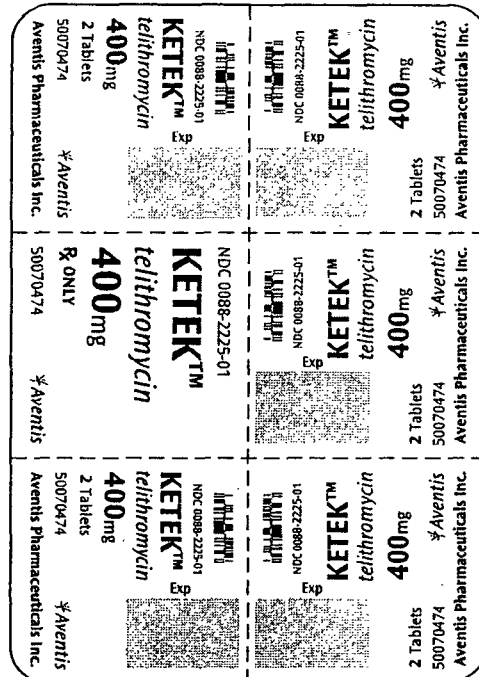 NDC 0088-2225-01
KETEK™
telithromycin
400mg
2 Tablets
50070474 Aventis
Aventis Pharmaceuticals Inc.
Exp
NDC 0088-2225-01
KETEK™
telithromycin
400mg
2 Tablets Aventis
50070474
Aventis Pharmaceuticals Inc.
Exp
NDC 0088-2225-01
KETEK™
telithromycin
400mg
℞ ONLY
50070474 Aventis
NDC 0088-2225-01
KETEK™
telithromycin
400mg
2 Tablets Aventis
50070474
Aventis Pharmaceuticals Inc.
Exp
NDC 0088-2225-01
KETEK™
telithromycin
400mg
2 Tablets
50070474 Aventis
Aventis Pharmaceuticals Inc.
Exp
NDC 0088-2225-01
KETEK™
telithromycin
400mg
2 Tablets Aventis
50070474
Aventis Pharmaceuticals Inc.
Exp